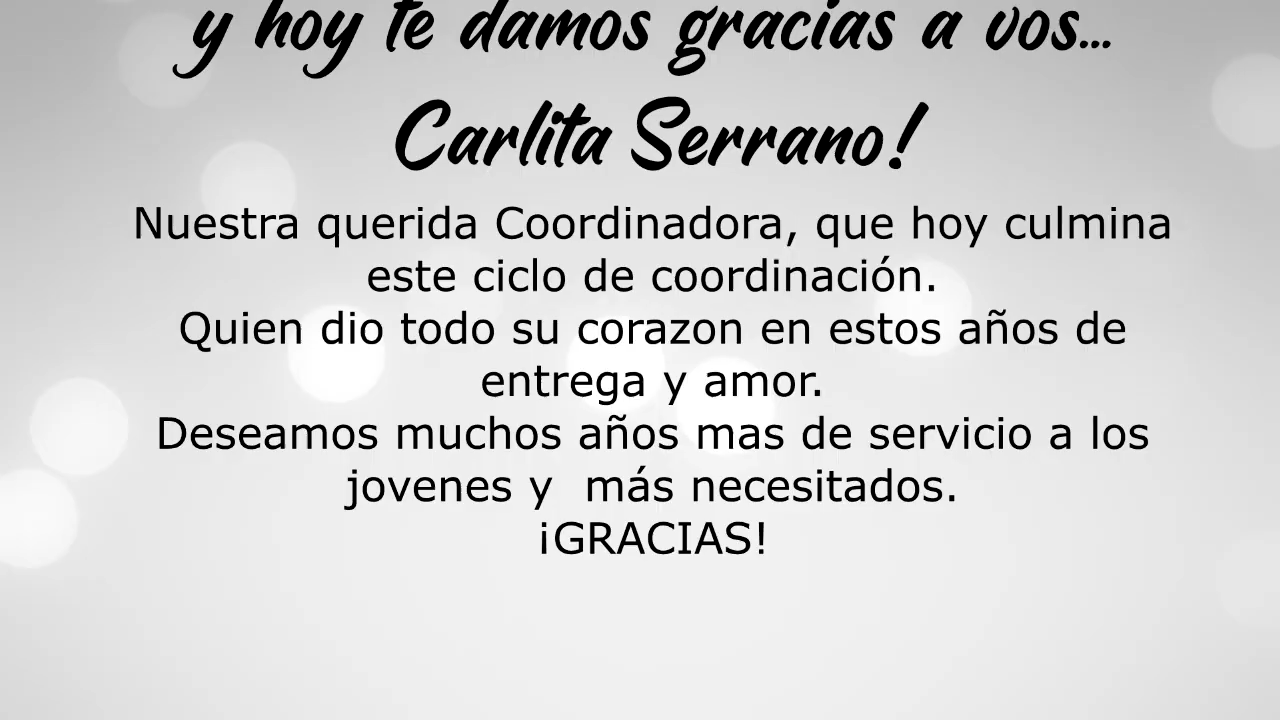 y hoy te damos gracias a vos...
Carlita Serrano!
Nuestra querida Coordinadora, que hoy culmina
este ciclo de coordinación.
Quien dio todo su corazon en estos años de
entrega y amor.
Deseamos muchos años mas de servicio a los
jovenes y  más necesitados.
¡GRACIAS!